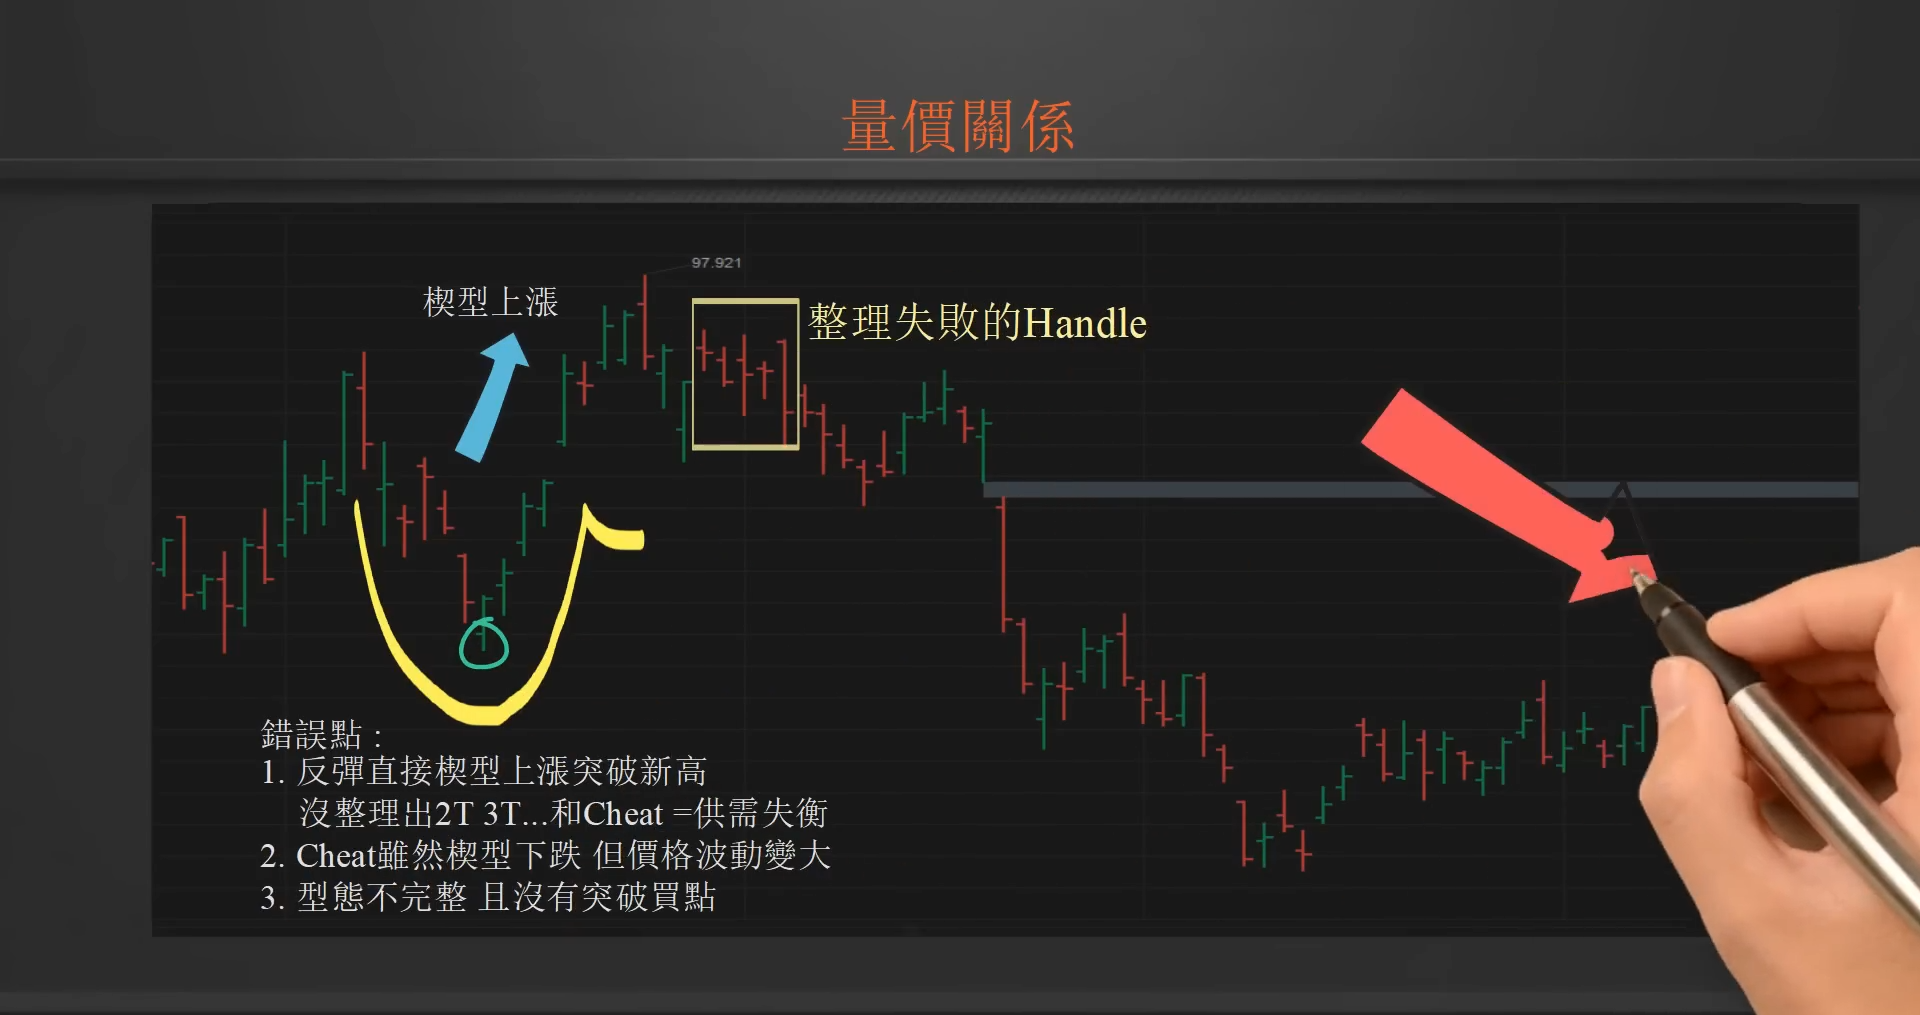 量價關係
97.921
楔型上漲
整理失敗的Handle
錯誤點 :
1. 反彈直接楔型上漲突破新高
沒整理出2T 3T...和Cheat =供需失衡
2. Cheat雖然楔型下跌 但價格波動變大
3. 型態不完整 且沒有突破買點